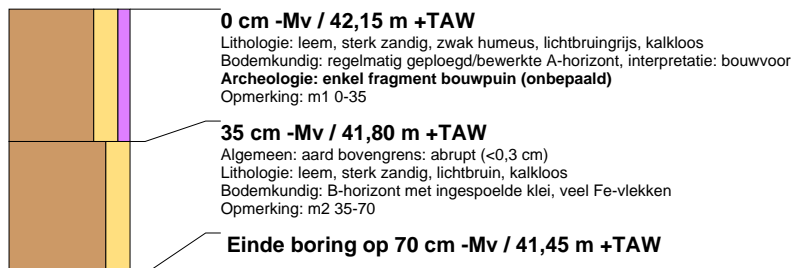 0 cm -Mv / 42,15 m +TAW
Lithologie: leem, sterk zandig, zwak humeus, lichtbruingrijs, kalkloos
Bodemkundig: regelmatig geploegd/bewerkte A-horizont, interpretatie: bouwvoor
Archeologie: enkel fragment bouwpuin (onbepaald)
Opmerking: m1 0-35
35 cm -Mv / 41,80 m +TAW
Algemeen: aard bovengrens: abrupt (<0,3 cm)
Lithologie: leem, sterk zandig, lichtbruin, kalkloos
Bodemkundig: B-horizont met ingespoelde klei, veel Fe-vlekken
Opmerking: m2 35-70
Einde boring op 70 cm -Mv / 41,45 m +TAW